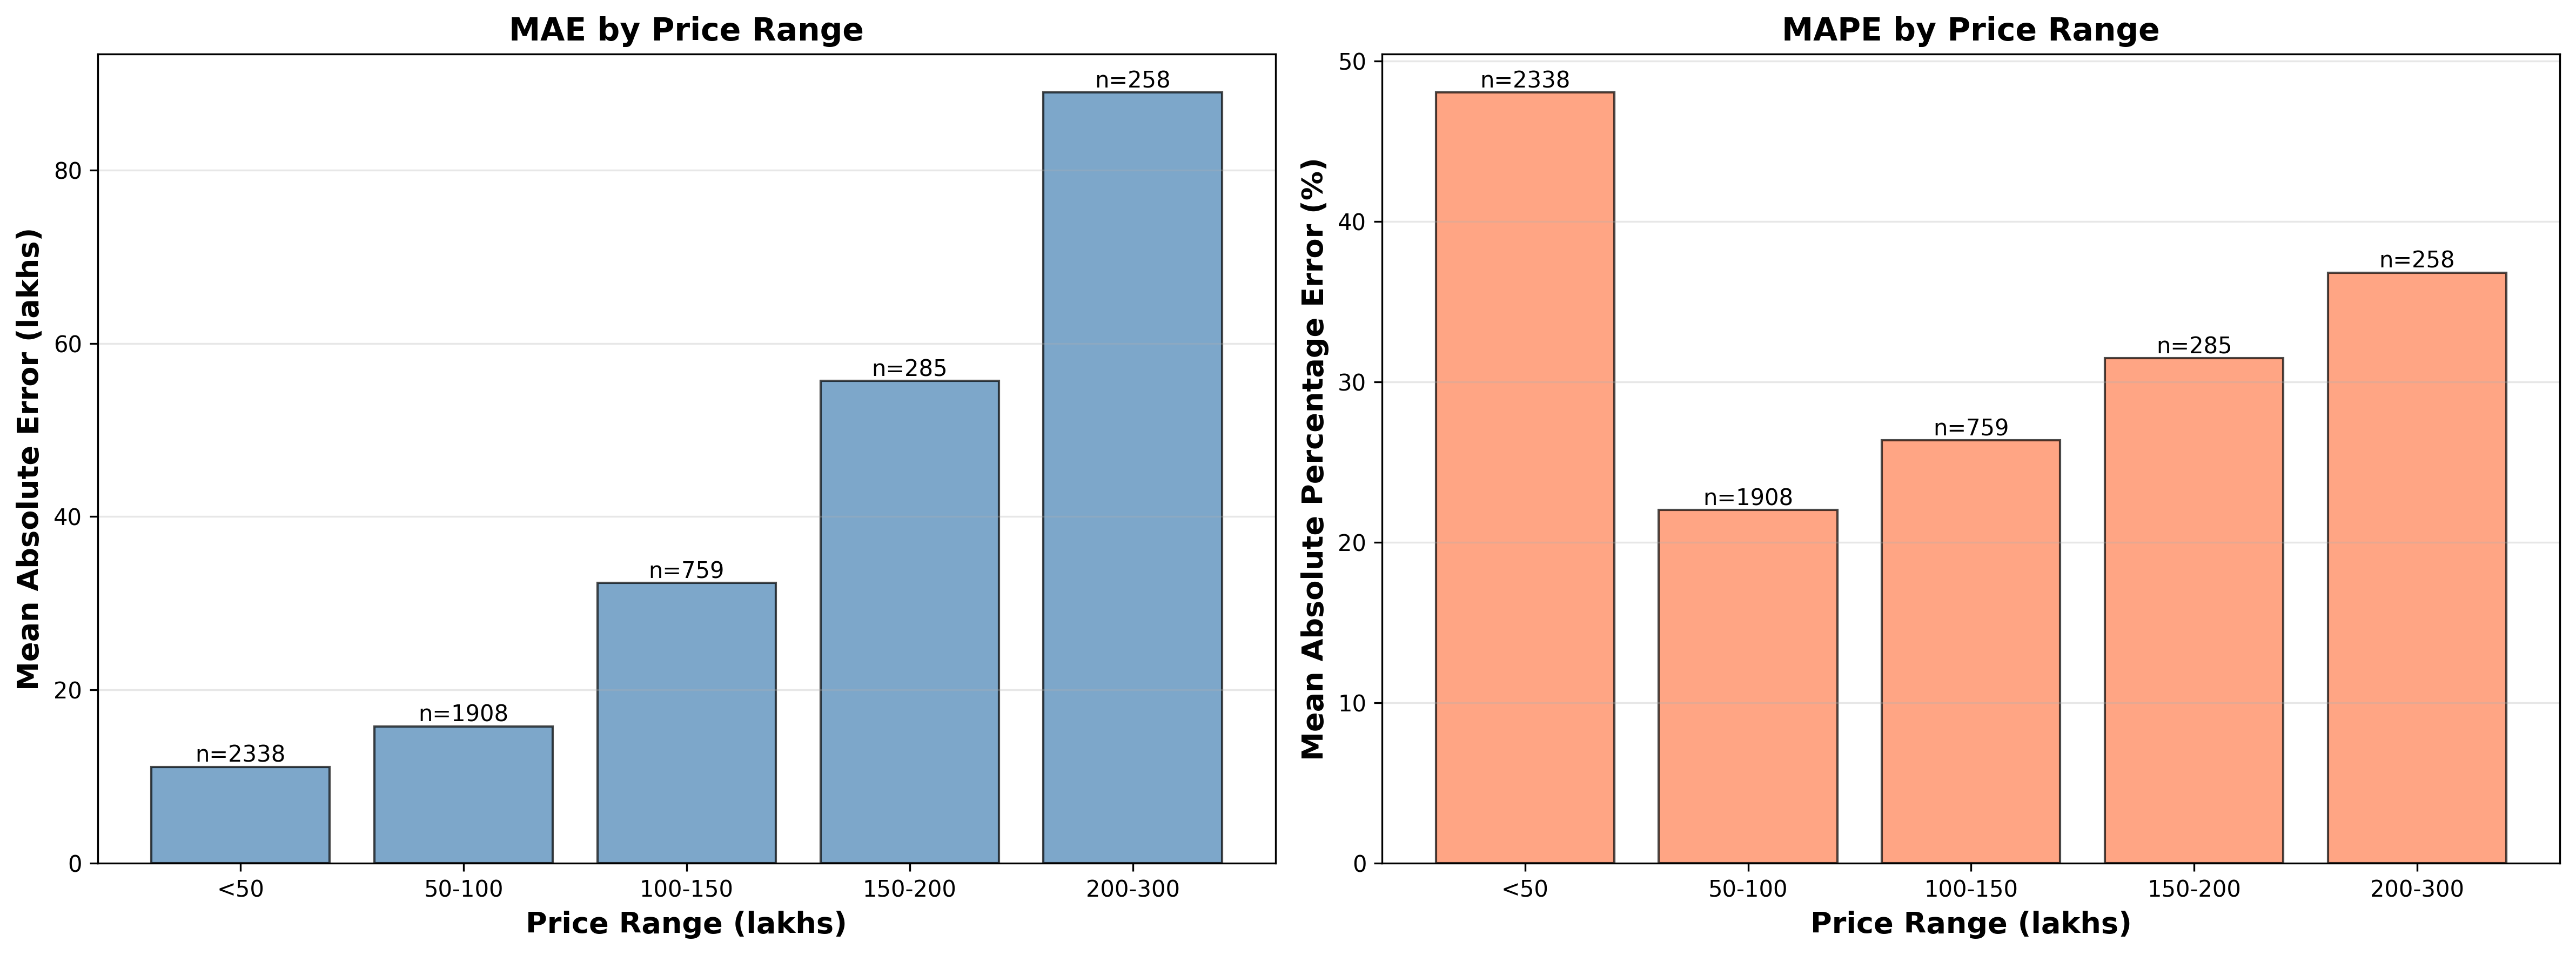 MAE by Price Range
Mean Absolute Error (lakhs)
80
60
40
20
0
n=2338
n=1908
n=759
n=285
n=258
<50
50-100
100-150
150-200
200-300
Price Range (lakhs)
MAPE by Price Range
Mean Absolute Percentage Error (%)
50
40
30
20
10
0
n=2338
n=1908
n=759
n=285
n=258
<50
50-100
100-150
150-200
200-300
Price Range (lakhs)